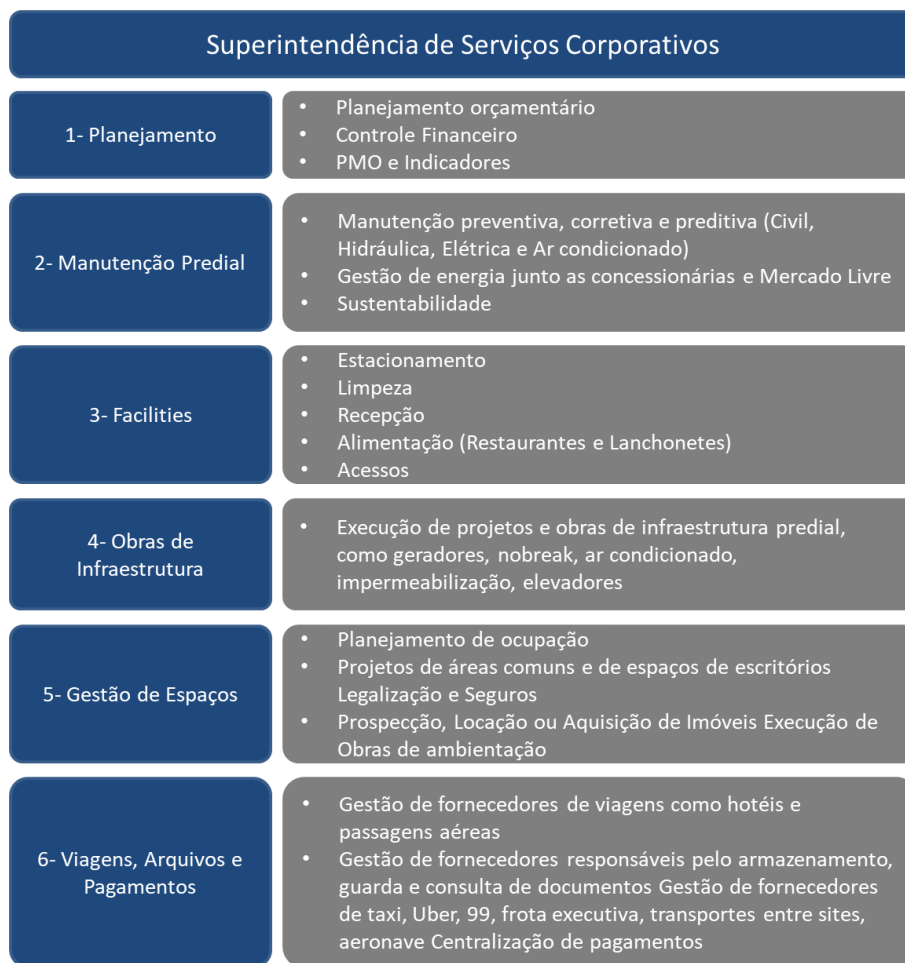 Superintendência de Serviços Corporativos
1- Planejamento
• Planejamento orçamentário
• Controle Financeiro
• PMO e Indicadores
2- Manutenção Predial
• Manutenção preventiva, corretiva e preditiva (Civil,
Hidráulica, Elétrica e Ar condicionado)
• Gestão de energia junto as concessionárias e Mercado Livre
• Sustentabilidade
3- Facilities
• Estacionamento
• Limpeza
• Recepção
• Alimentação (Restaurantes e Lanchonetes)
• Acessos
4- Obras de
Infraestrutura
• Execução de projetos e obras de infraestrutura predial,
como geradores, nobreak, ar condicionado,
impermeabilização, elevadores
5- Gestão de Espaços
• Planejamento de ocupação
• Projetos de áreas comuns e de espaços de escritórios
Legalização e Seguros
• Prospecção, Locação ou Aquisição de Imóveis Execução de
Obras de ambientação
6- Viagens, Arquivos e
Pagamentos
• Gestão de fornecedores de viagens como hotéis e
passagens aéreas
• Gestão de fornecedores responsáveis pelo armazenamento,
guarda e consulta de documentos Gestão de fornecedores
de taxi, Uber, 99, frota executiva, transportes entre sites,
aeronave Centralização de pagamentos